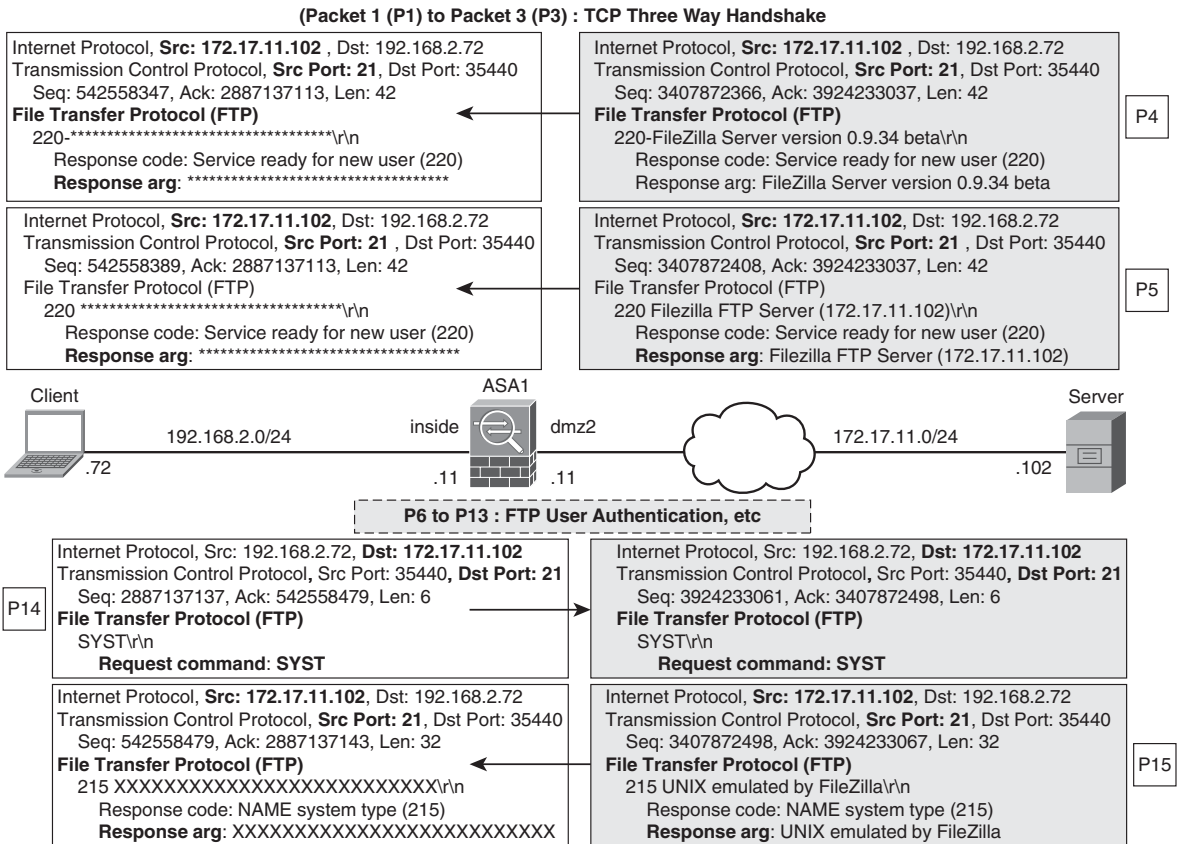 (Packet 1 (P1) to Packet 3 (P3) : TCP Three Way Handshake
Internet Protocol, Src: 172.17.11.102 , Dst: 192.168.2.72
Transmission Control Protocol, Src Port: 21, Dst Port: 35440
Seq: 542558347, Ack: 2887137113, Len: 42
File Transfer Protocol (FTP)
220-************************************\r\n
Response code: Service ready for new user (220)
Response arg: ************************************
Internet Protocol, Src: 172.17.11.102 , Dst: 192.168.2.72
Transmission Control Protocol, Src Port: 21, Dst Port: 35440
Seq: 3407872366, Ack: 3924233037, Len: 42
File Transfer Protocol (FTP)
220-FileZilla Server version 0.9.34 beta\r\n
Response code: Service ready for new user (220)
Response arg: FileZilla Server version 0.9.34 beta
P4
Internet Protocol, Src: 172.17.11.102, Dst: 192.168.2.72
Transmission Control Protocol, Src Port: 21 , Dst Port: 35440
Seq: 542558389, Ack: 2887137113, Len: 42
File Transfer Protocol (FTP)
220 ************************************\r\n
Response code: Service ready for new user (220)
Response arg: ************************************
Internet Protocol, Src: 172.17.11.102, Dst: 192.168.2.72
Transmission Control Protocol, Src Port: 21 , Dst Port: 35440
Seq: 3407872408, Ack: 3924233037, Len: 42
File Transfer Protocol (FTP)
220 Filezilla FTP Server (172.17.11.102)\r\n
Response code: Service ready for new user (220)
Response arg: Filezilla FTP Server (172.17.11.102)
P5
Client
ASA1
Server
192.168.2.0/24
inside
dmz2
172.17.11.0/24
.72
.11
.11
.102
P6 to P13 : FTP User Authentication, etc
P14
Internet Protocol, Src: 192.168.2.72, Dst: 172.17.11.102
Transmission Control Protocol, Src Port: 35440, Dst Port: 21
Seq: 2887137137, Ack: 542558479, Len: 6
File Transfer Protocol (FTP)
SYST\r\n
Request command: SYST
Internet Protocol, Src: 192.168.2.72, Dst: 172.17.11.102
Transmission Control Protocol, Src Port: 35440, Dst Port: 21
Seq: 3924233061, Ack: 3407872498, Len: 6
File Transfer Protocol (FTP)
SYST\r\n
Request command: SYST
Internet Protocol, Src: 172.17.11.102, Dst: 192.168.2.72
Transmission Control Protocol, Src Port: 21, Dst Port: 35440
Seq: 542558479, Ack: 2887137143, Len: 32
File Transfer Protocol (FTP)
215 XXXXXXXXXXXXXXXXXXXXXXXXXX\r\n
Response code: NAME system type (215)
Response arg: XXXXXXXXXXXXXXXXXXXXXXXXXX
Internet Protocol, Src: 172.17.11.102, Dst: 192.168.2.72
Transmission Control Protocol, Src Port: 21, Dst Port: 35440
Seq: 3407872498, Ack: 3924233067, Len: 32
File Transfer Protocol (FTP)
215 UNIX emulated by FileZilla\r\n
Response code: NAME system type (215)
Response arg: UNIX emulated by FileZilla
P15